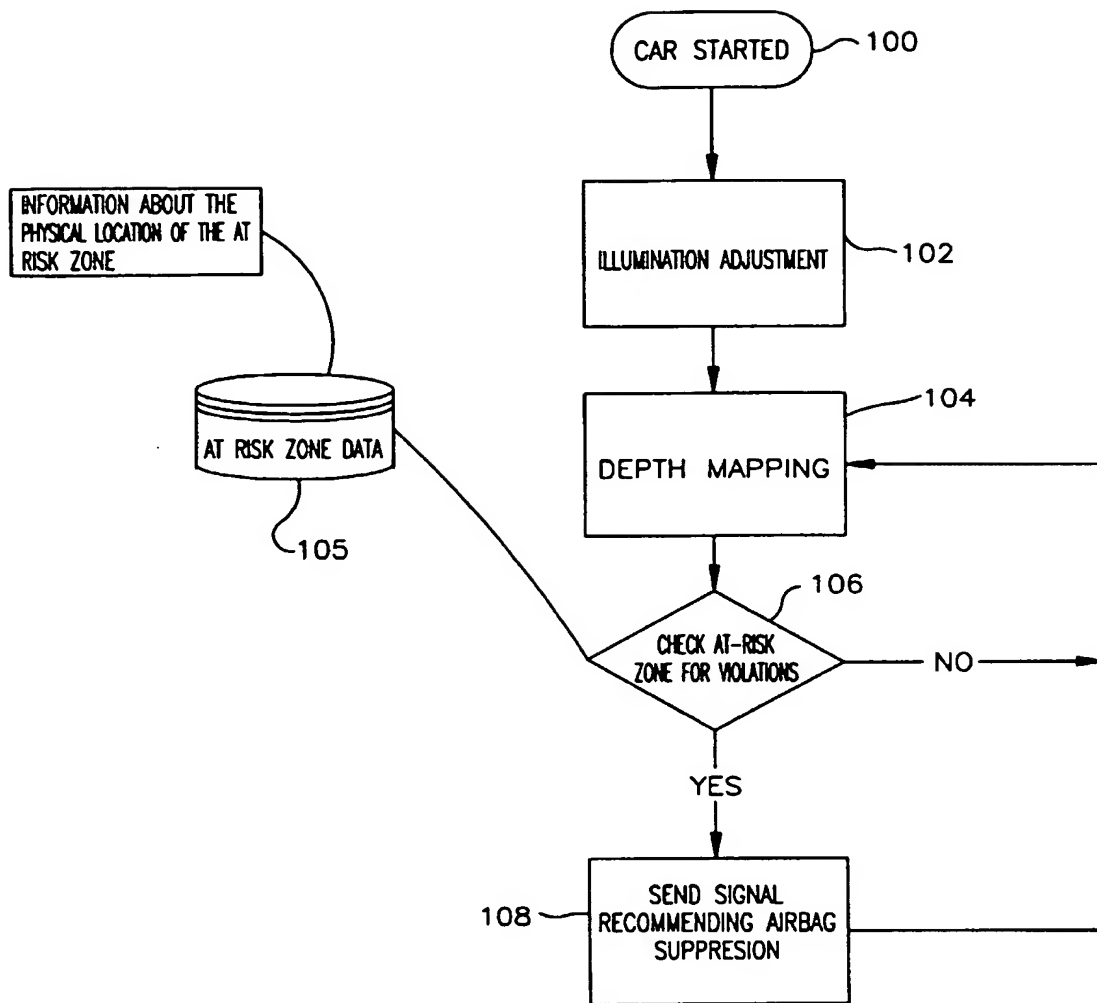 CAR STARTED
100
INFORMATION ABOUT THE
PHYSICAL LOCATION OF THE AT
RISK ZONE
ILLUMINATION ADJUSTMENT
102
104
AT RISK ZONE DATA
DEPTH MAPPING
105
106
CHECK AT-RISK
ZONE FOR VIOLATIONS
NO
YES
108
SEND SIGNAL
RECOMMENDING AIRBAG
SUPPRESION